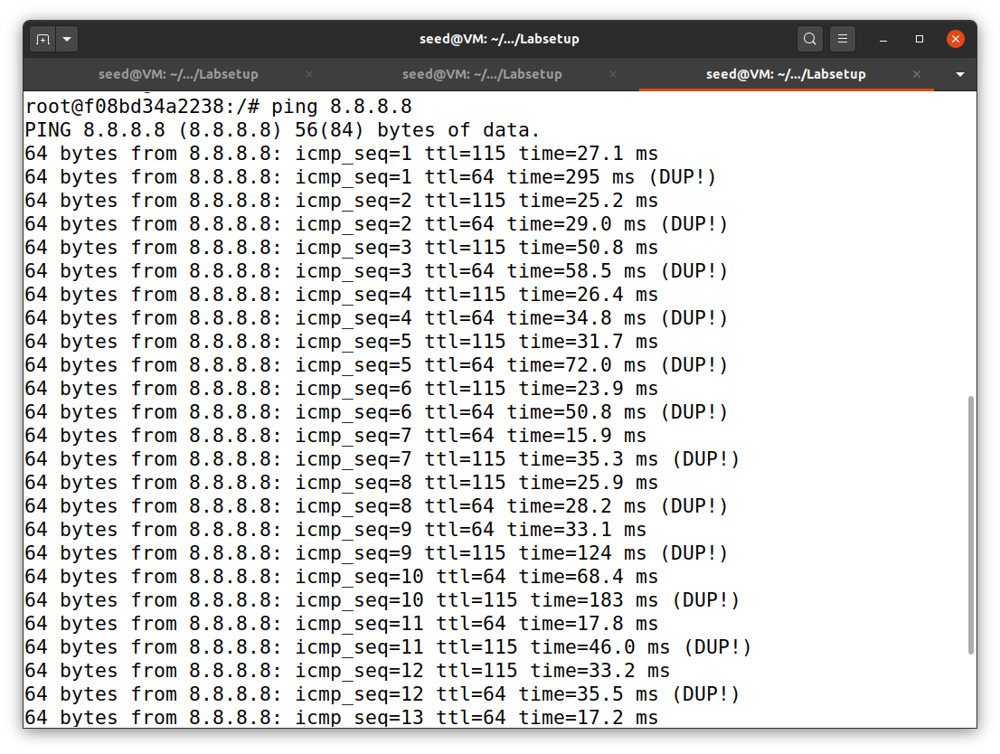 seed@VM: ~/.../Labsetup
seed@VM: ~/.../Labsetup
seed@VM: ~/.../Labsetup
seed@VM: ~/.../Labsetup
root@f08bd34a2238:/# ping 8.8.8.8
PING 8.8.8.8 (8.8.8.8) 56(84) bytes of data.
64 bytes from 8.8.8.8: icmp_seq=1 ttl=115 time=27.1 ms
64 bytes from 8.8.8.8: icmp_seq=1 ttl=64 time=295 ms (DUP!)
64 bytes from 8.8.8.8: icmp_seq=2 ttl=115 time=25.2 ms
64 bytes from 8.8.8.8: icmp_seq=2 ttl=64 time=29.0 ms (DUP!)
64 bytes from 8.8.8.8: icmp_seq=3 ttl=115 time=50.8 ms
64 bytes from 8.8.8.8: icmp_seq=3 ttl=64 time=58.5 ms (DUP!)
64 bytes from 8.8.8.8: icmp_seq=4 ttl=115 time=26.4 ms
64 bytes from 8.8.8.8: icmp_seq=4 ttl=64 time=34.8 ms (DUP!)
64 bytes from 8.8.8.8: icmp_seq=5 ttl=115 time=31.7 ms
64 bytes from 8.8.8.8: icmp_seq=5 ttl=64 time=72.0 ms (DUP!)
64 bytes from 8.8.8.8: icmp_seq=6 ttl=115 time=23.9 ms
64 bytes from 8.8.8.8: icmp_seq=6 ttl=64 time=50.8 ms (DUP!)
64 bytes from 8.8.8.8: icmp_seq=7 ttl=64 time=15.9 ms
64 bytes from 8.8.8.8: icmp_seq=7 ttl=115 time=35.3 ms (DUP!)
64 bytes from 8.8.8.8: icmp_seq=8 ttl=115 time=25.9 ms
64 bytes from 8.8.8.8: icmp_seq=8 ttl=64 time=28.2 ms (DUP!)
64 bytes from 8.8.8.8: icmp_seq=9 ttl=64 time=33.1 ms
64 bytes from 8.8.8.8: icmp_seq=9 ttl=115 time=124 ms (DUP!)
64 bytes from 8.8.8.8: icmp_seq=10 ttl=64 time=68.4 ms
64 bytes from 8.8.8.8: icmp_seq=10 ttl=115 time=183 ms (DUP!)
64 bytes from 8.8.8.8: icmp_seq=11 ttl=64 time=17.8 ms
64 bytes from 8.8.8.8: icmp_seq=11 ttl=115 time=46.0 ms (DUP!)
64 bytes from 8.8.8.8: icmp_seq=12 ttl=115 time=33.2 ms
64 bytes from 8.8.8.8: icmp_seq=12 ttl=64 time=35.5 ms (DUP!)
64 bytes from 8.8.8.8: icmp_seq=13 ttl=64 time=17.2 ms